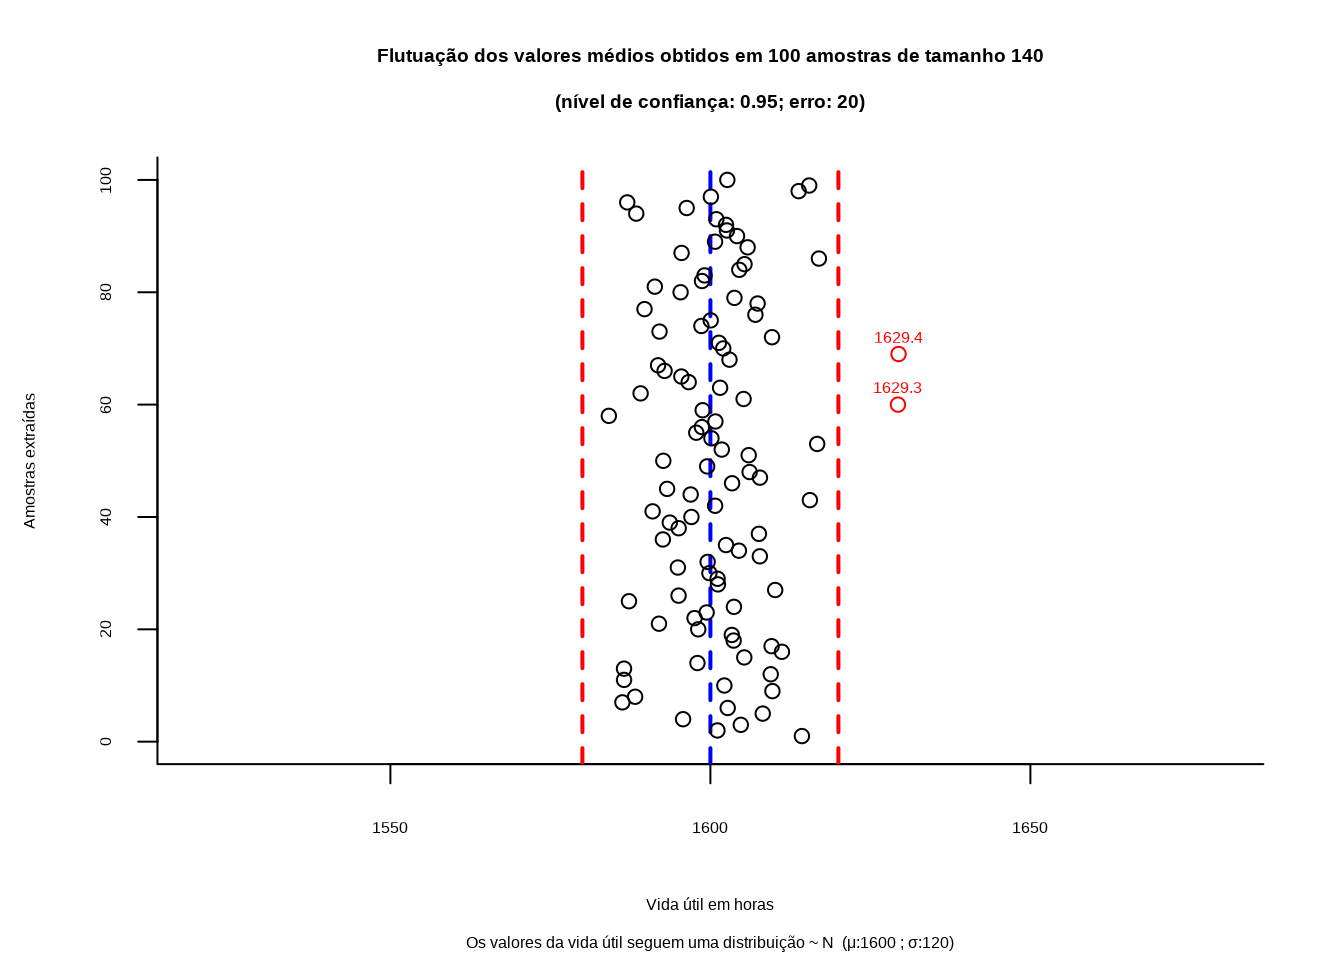 Flutuação dos valores médios obtidos em 100 amostras de tamanho 140
(nível de confiança: 0.95; erro: 20)
Amostras extraídas
100
80
60
40
20
0
1629.4
1629.3
1550
1600
1650
Vida útil em horas
Os valores da vida útil seguem uma distribuição ~ N  (μ:1600 ; σ:120)